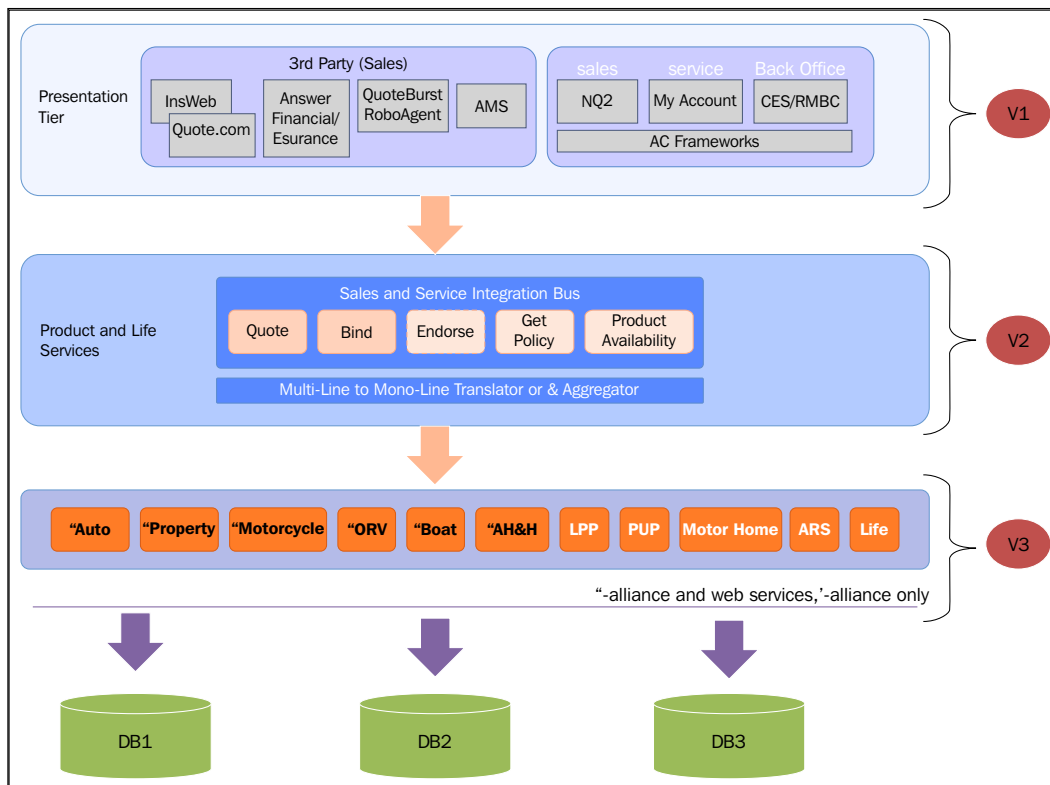 Presentation
Tier
3rd Party (Sales)
InsWeb
Quote.com
Answer
Financial/
Esurance
QuoteBurst
RoboAgent
AMS
sales
service
Back Office
NQ2
My Account
CES/RMBC
AC Frameworks
V1
Product and Life
Services
Sales and Service Integration Bus
Quote
Bind
Endorse
Get
Policy
Product
Availability
Multi-Line to Mono-Line Translator or & Aggregator
V2
“Auto
“Property
“Motorcycle
“ORV
“Boat
“AH&H
LPP
PUP
Motor Home
ARS
Life
V3
“-alliance and web services,’-alliance only
DB1
DB2
DB3